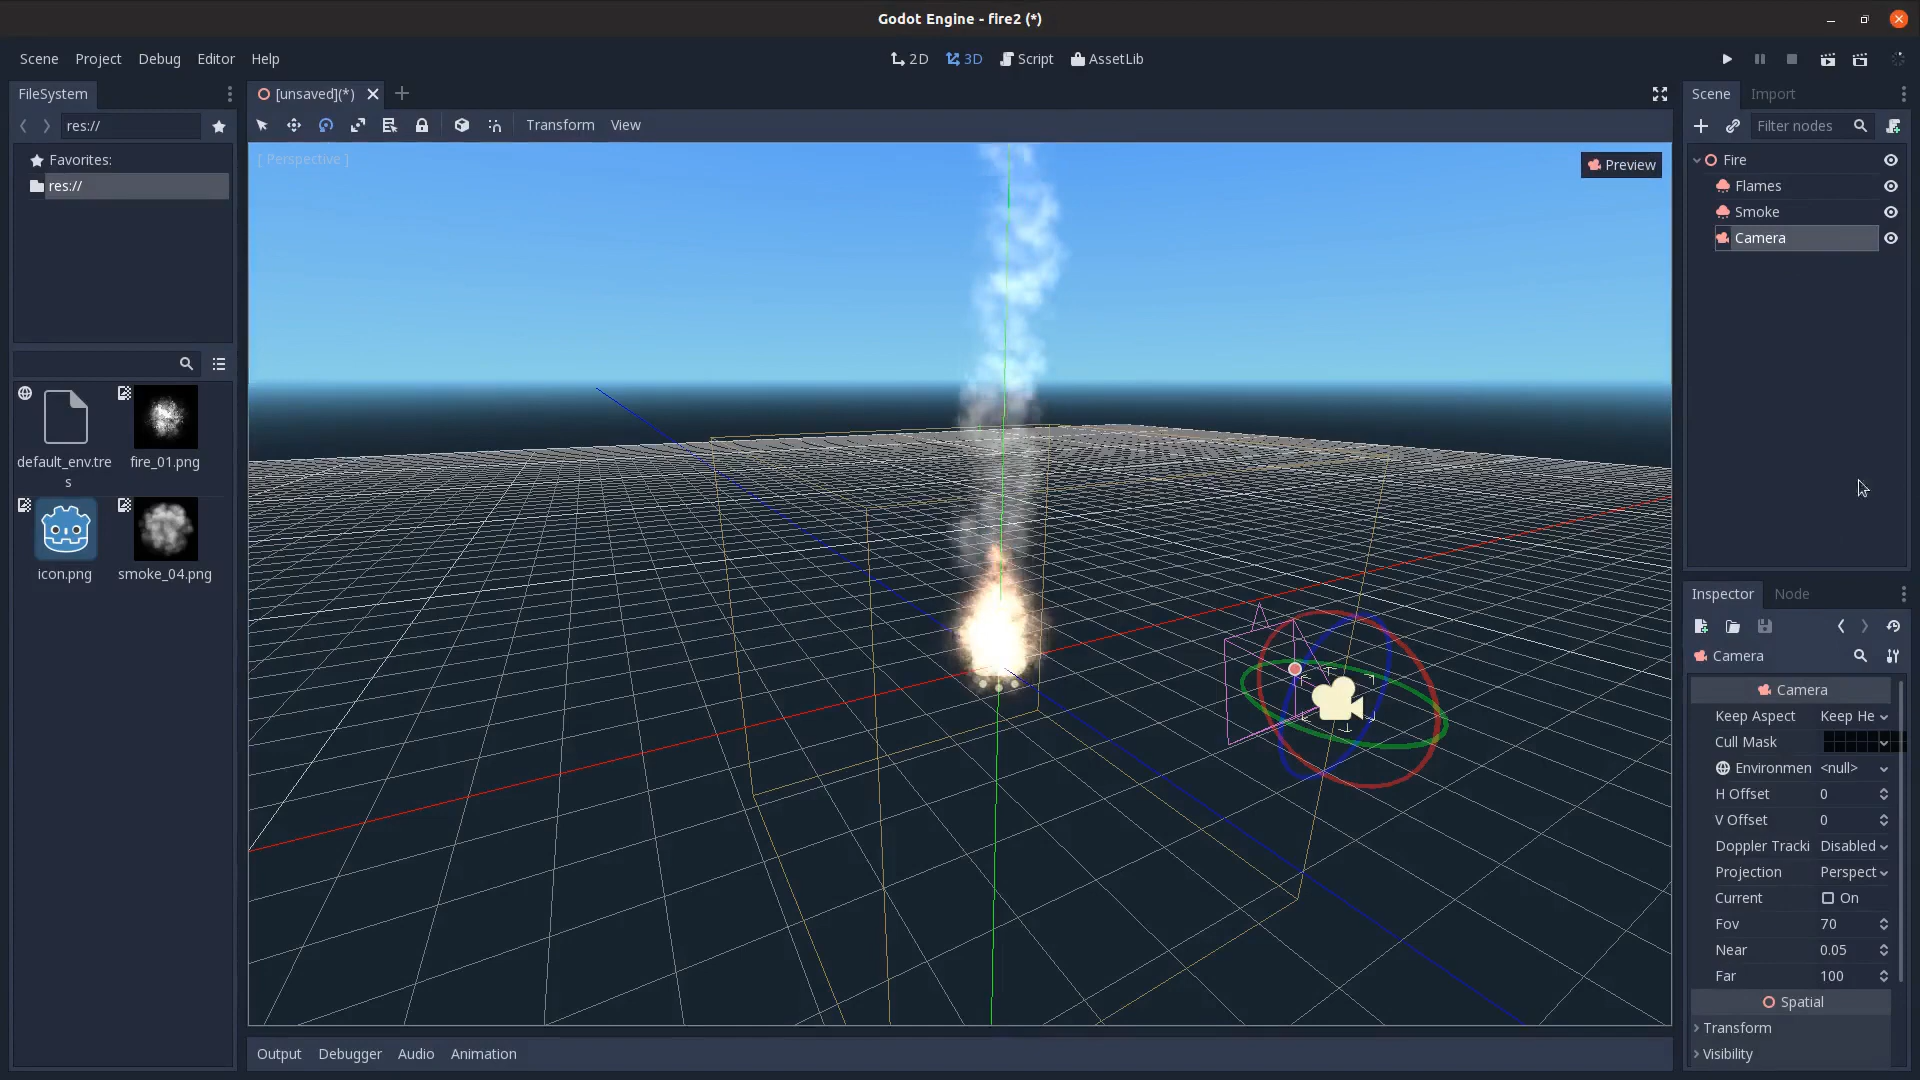 Godot Engine - fire2 (*)
Scene Project Debug Editor Help
2D 3D Script AssetLib
FileSystem
[unsaved](*)
Scene Import
res://
Transform View
Filter nodes
Favorites:
res://
[ Perspective ]
Preview
Fire
Flames
Smoke
Camera
default_env.tre
s
fire_01.png
icon.png
smoke_04.png
Inspector Node
Camera
Camera
Keep Aspect Keep He
Cull Mask
Environmen <null>
H Offset 0
V Offset 0
Doppler Tracki Disabled
Projection Perspect
Current On
Fov 70
Near 0.05
Far 100
Spatial
Transform
Visibility
Output Debugger Audio Animation